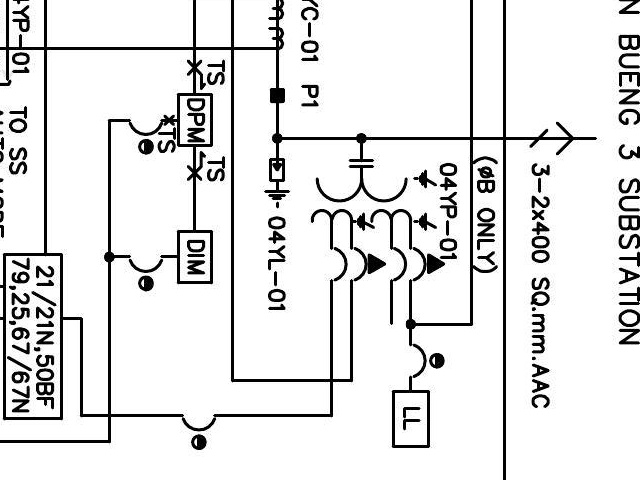 N BUENG 3 SUBSTATION
3-2x400 SQ.mm.AAC
(øB ONLY)
04YP-01
LL
YC-01 P1
04YL-01
TS
DPM
TS
TS
DIM
21/21N,50BF
79,25,67/67N
YP-01
TO SS